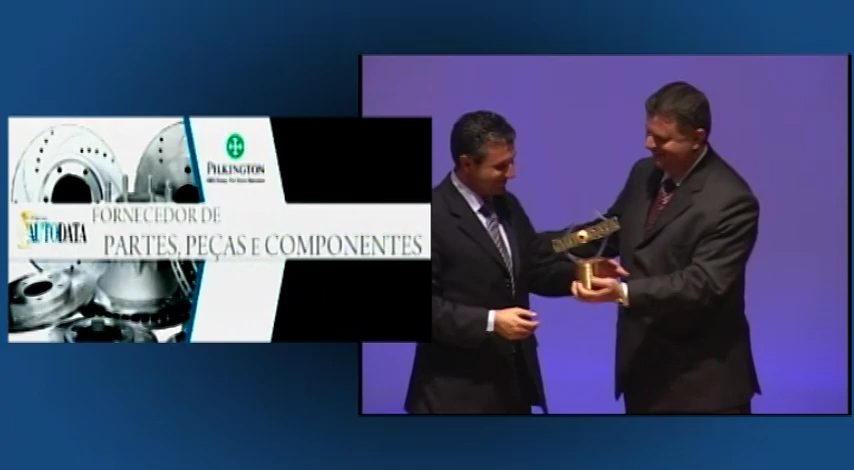 PILKINGTON
FORNECEDOR DE
AUTODATA
PARTES, PEÇAS E COMPONENTES